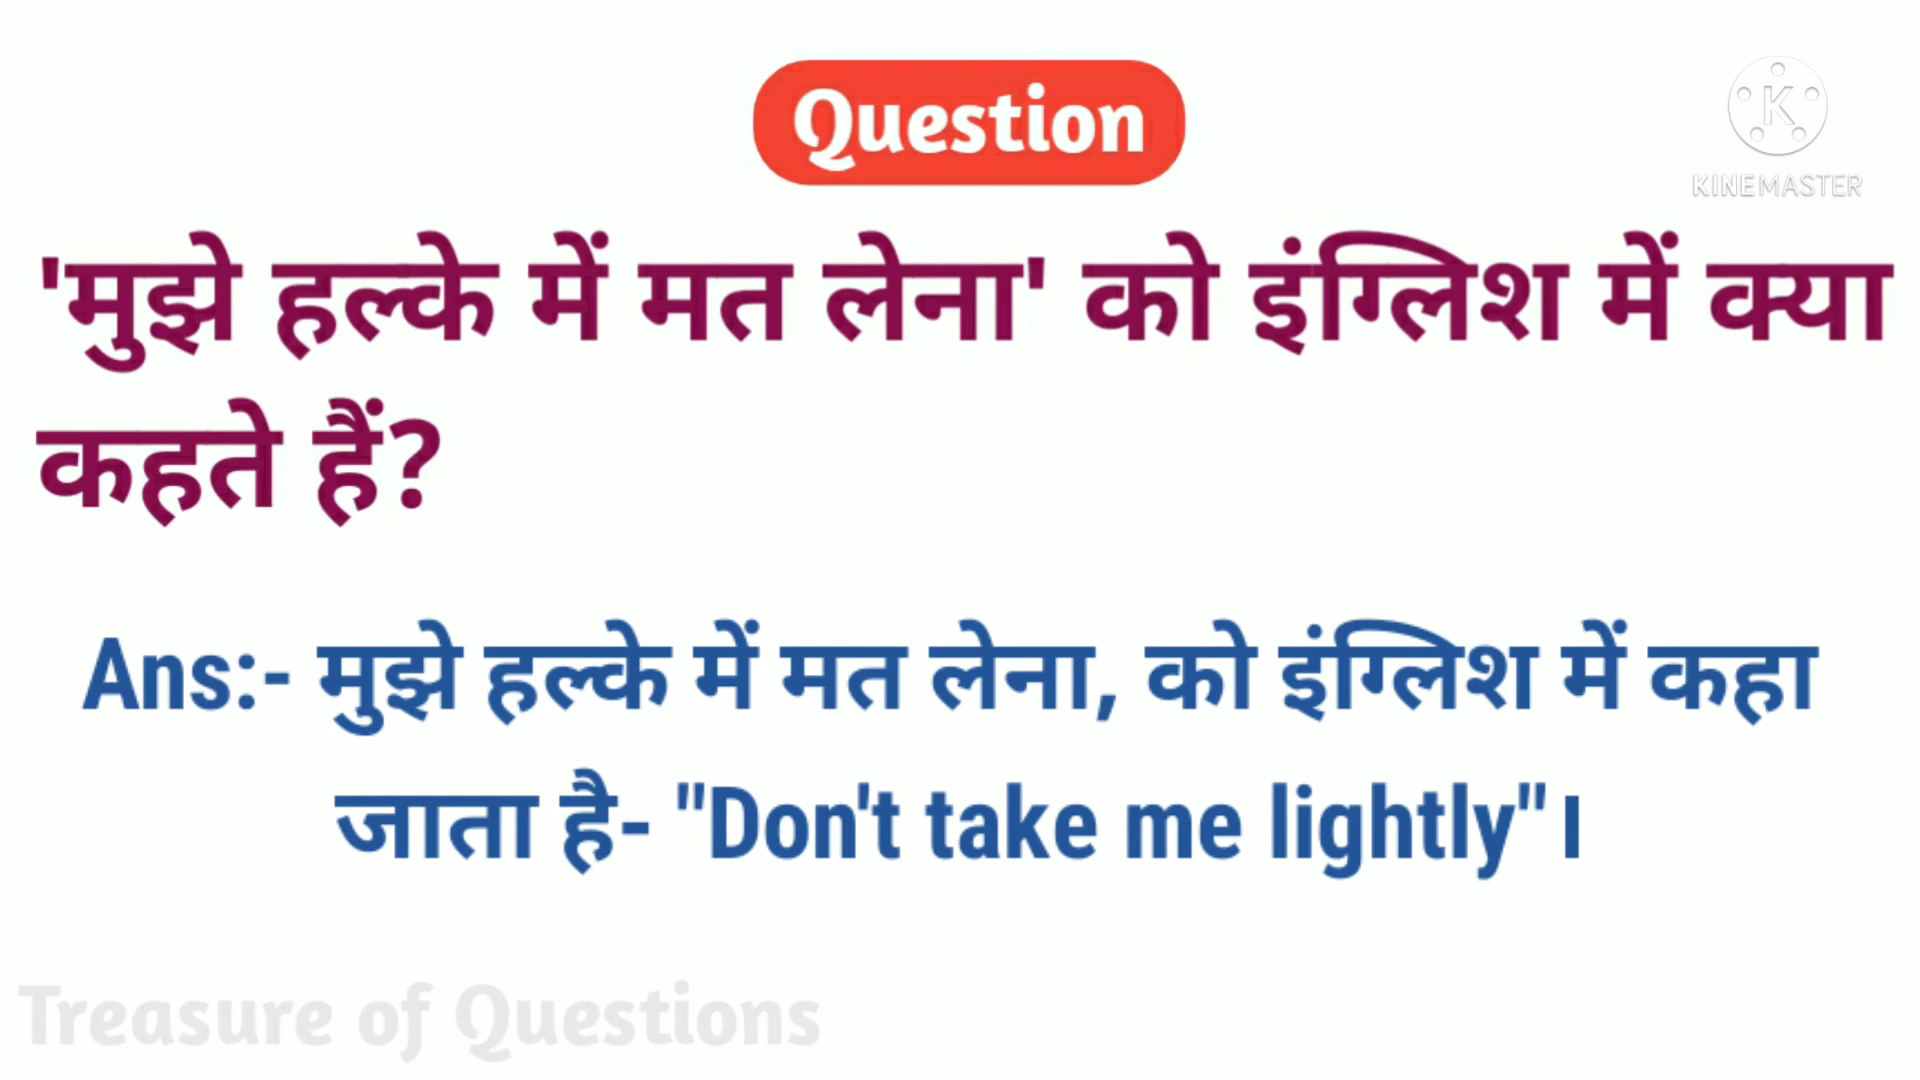 Question
K
KINEMASTER
'मुझे हल्के में मत लेना' को इंग्लिश में क्या
कहते हैं?
Ans:- मुझे हल्के में मत लेना, को इंग्लिश में कहा
जाता है- "Don't take me lightly"।
Treasure of Questions